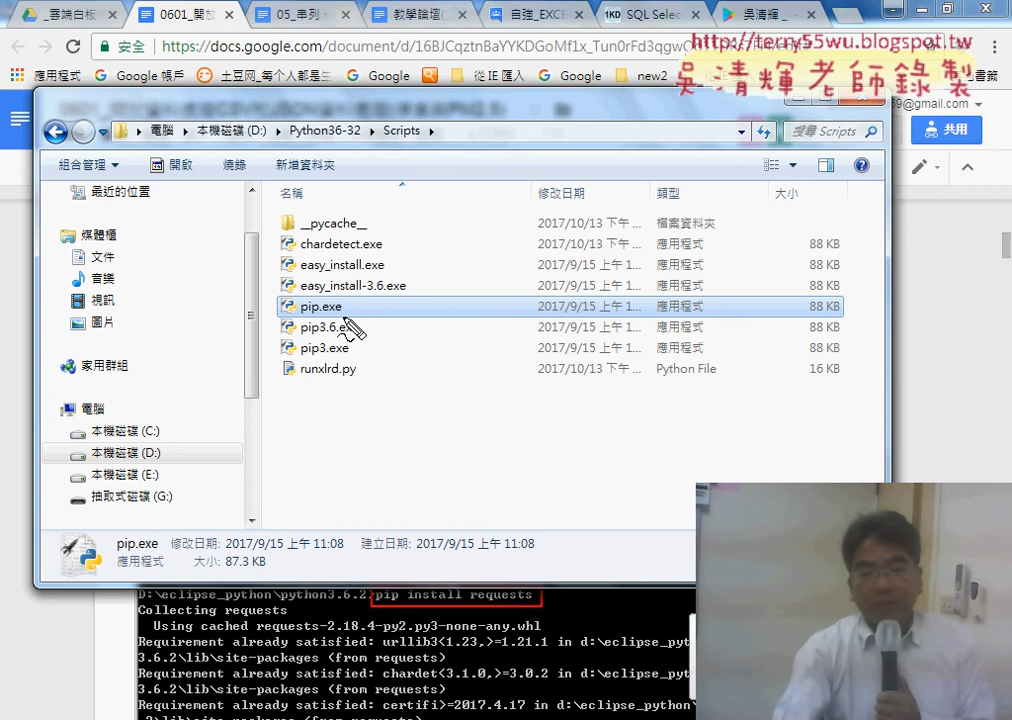 _雲端白板
0601_開放
05_串列、
教學論壇(2
自強_EXCE
1KD SQL Selec
吳清輝_
安全 https://docs.google.com/document/d/16BJCqztnBaYYKDGoMf1x_Tun0rFd3qgw
http://terry55wu.blogspot.tw
吳清輝老師錄製
應用程式 Google 帳戶 土豆网_每个人都是生 Google 從 IE 匯入 Google new2
69@gmail.com
共用
電腦 本機磁碟 (D:) Python36-32 Scripts
搜尋 Scripts
組合管理 開啟 燒錄 新增資料夾
名稱 修改日期 類型 大小
最近的位置
媒體櫃
文件
音樂
視訊
圖片
家用群組
電腦
本機磁碟 (C:)
本機磁碟 (D:)
本機磁碟 (E:)
抽取式磁碟 (G:)
__pycache__ 2017/10/13 下午 ... 檔案資料夾
chardetect.exe 2017/10/13 下午 ... 應用程式 88 KB
easy_install.exe 2017/9/15 上午 1... 應用程式 88 KB
easy_install-3.6.exe 2017/9/15 上午 1... 應用程式 88 KB
pip.exe 2017/9/15 上午 1... 應用程式 88 KB
pip3.6.exe 2017/9/15 上午 1... 應用程式 88 KB
pip3.exe 2017/9/15 上午 1... 應用程式 88 KB
runxlrd.py 2017/10/13 下午 ... Python File 16 KB
pip.exe 修改日期: 2017/9/15 上午 11:08 建立日期: 2017/9/15 上午 11:08
應用程式 大小: 87.3 KB
D:\eclipse_python\python3.6.2>pip install requests
Collecting requests
Using cached requests-2.18.4-py2.py3-none-any.whl
Requirement already satisfied: urllib3<1.23,>=1.21.1 in d:\eclipse_pyt
3.6.2\lib\site-packages (from requests)
Requirement already satisfied: chardet<3.1.0,>=3.0.2 in d:\eclipse_pyt
3.6.2\lib\site-packages (from requests)
Requirement already satisfied: certifi>=2017.4.17 in d:\eclipse_python